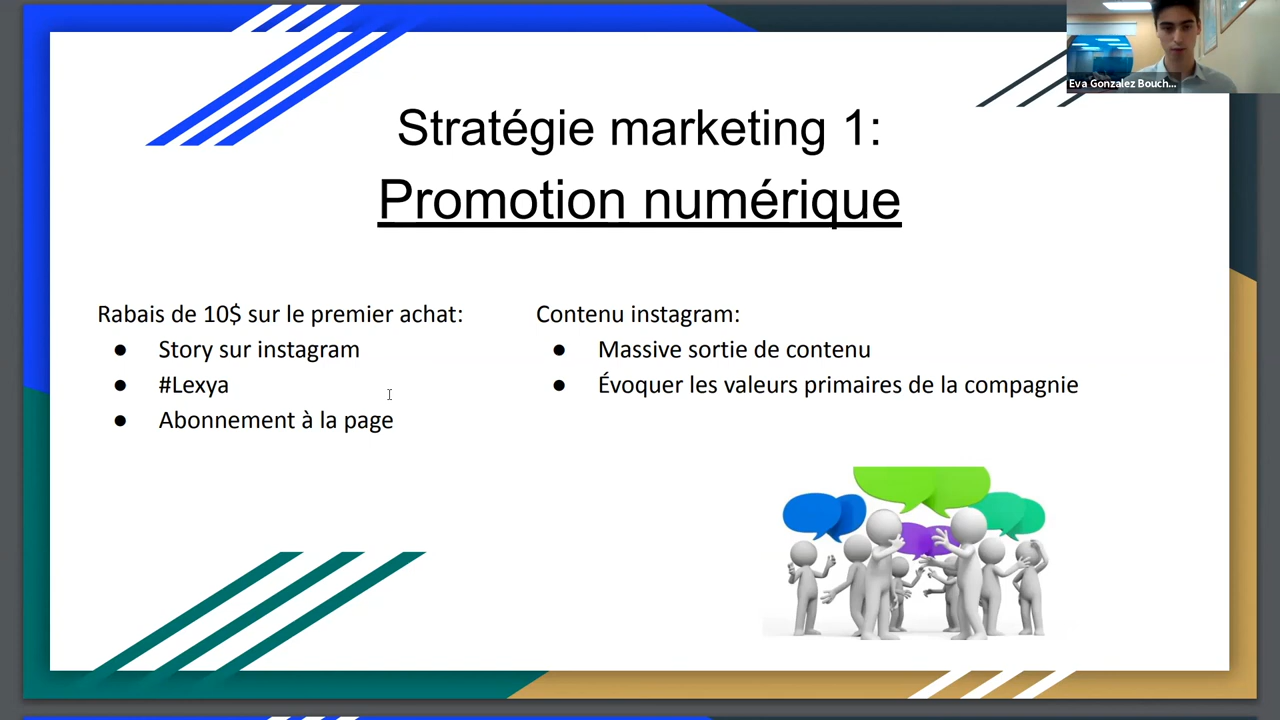 Eva Gonzalez Bouch...
Stratégie marketing 1:
Promotion numérique
Rabais de 10$ sur le premier achat:
● Story sur instagram
● #Lexya
● Abonnement à la page
Contenu instagram:
● Massive sortie de contenu
● Évoquer les valeurs primaires de la compagnie